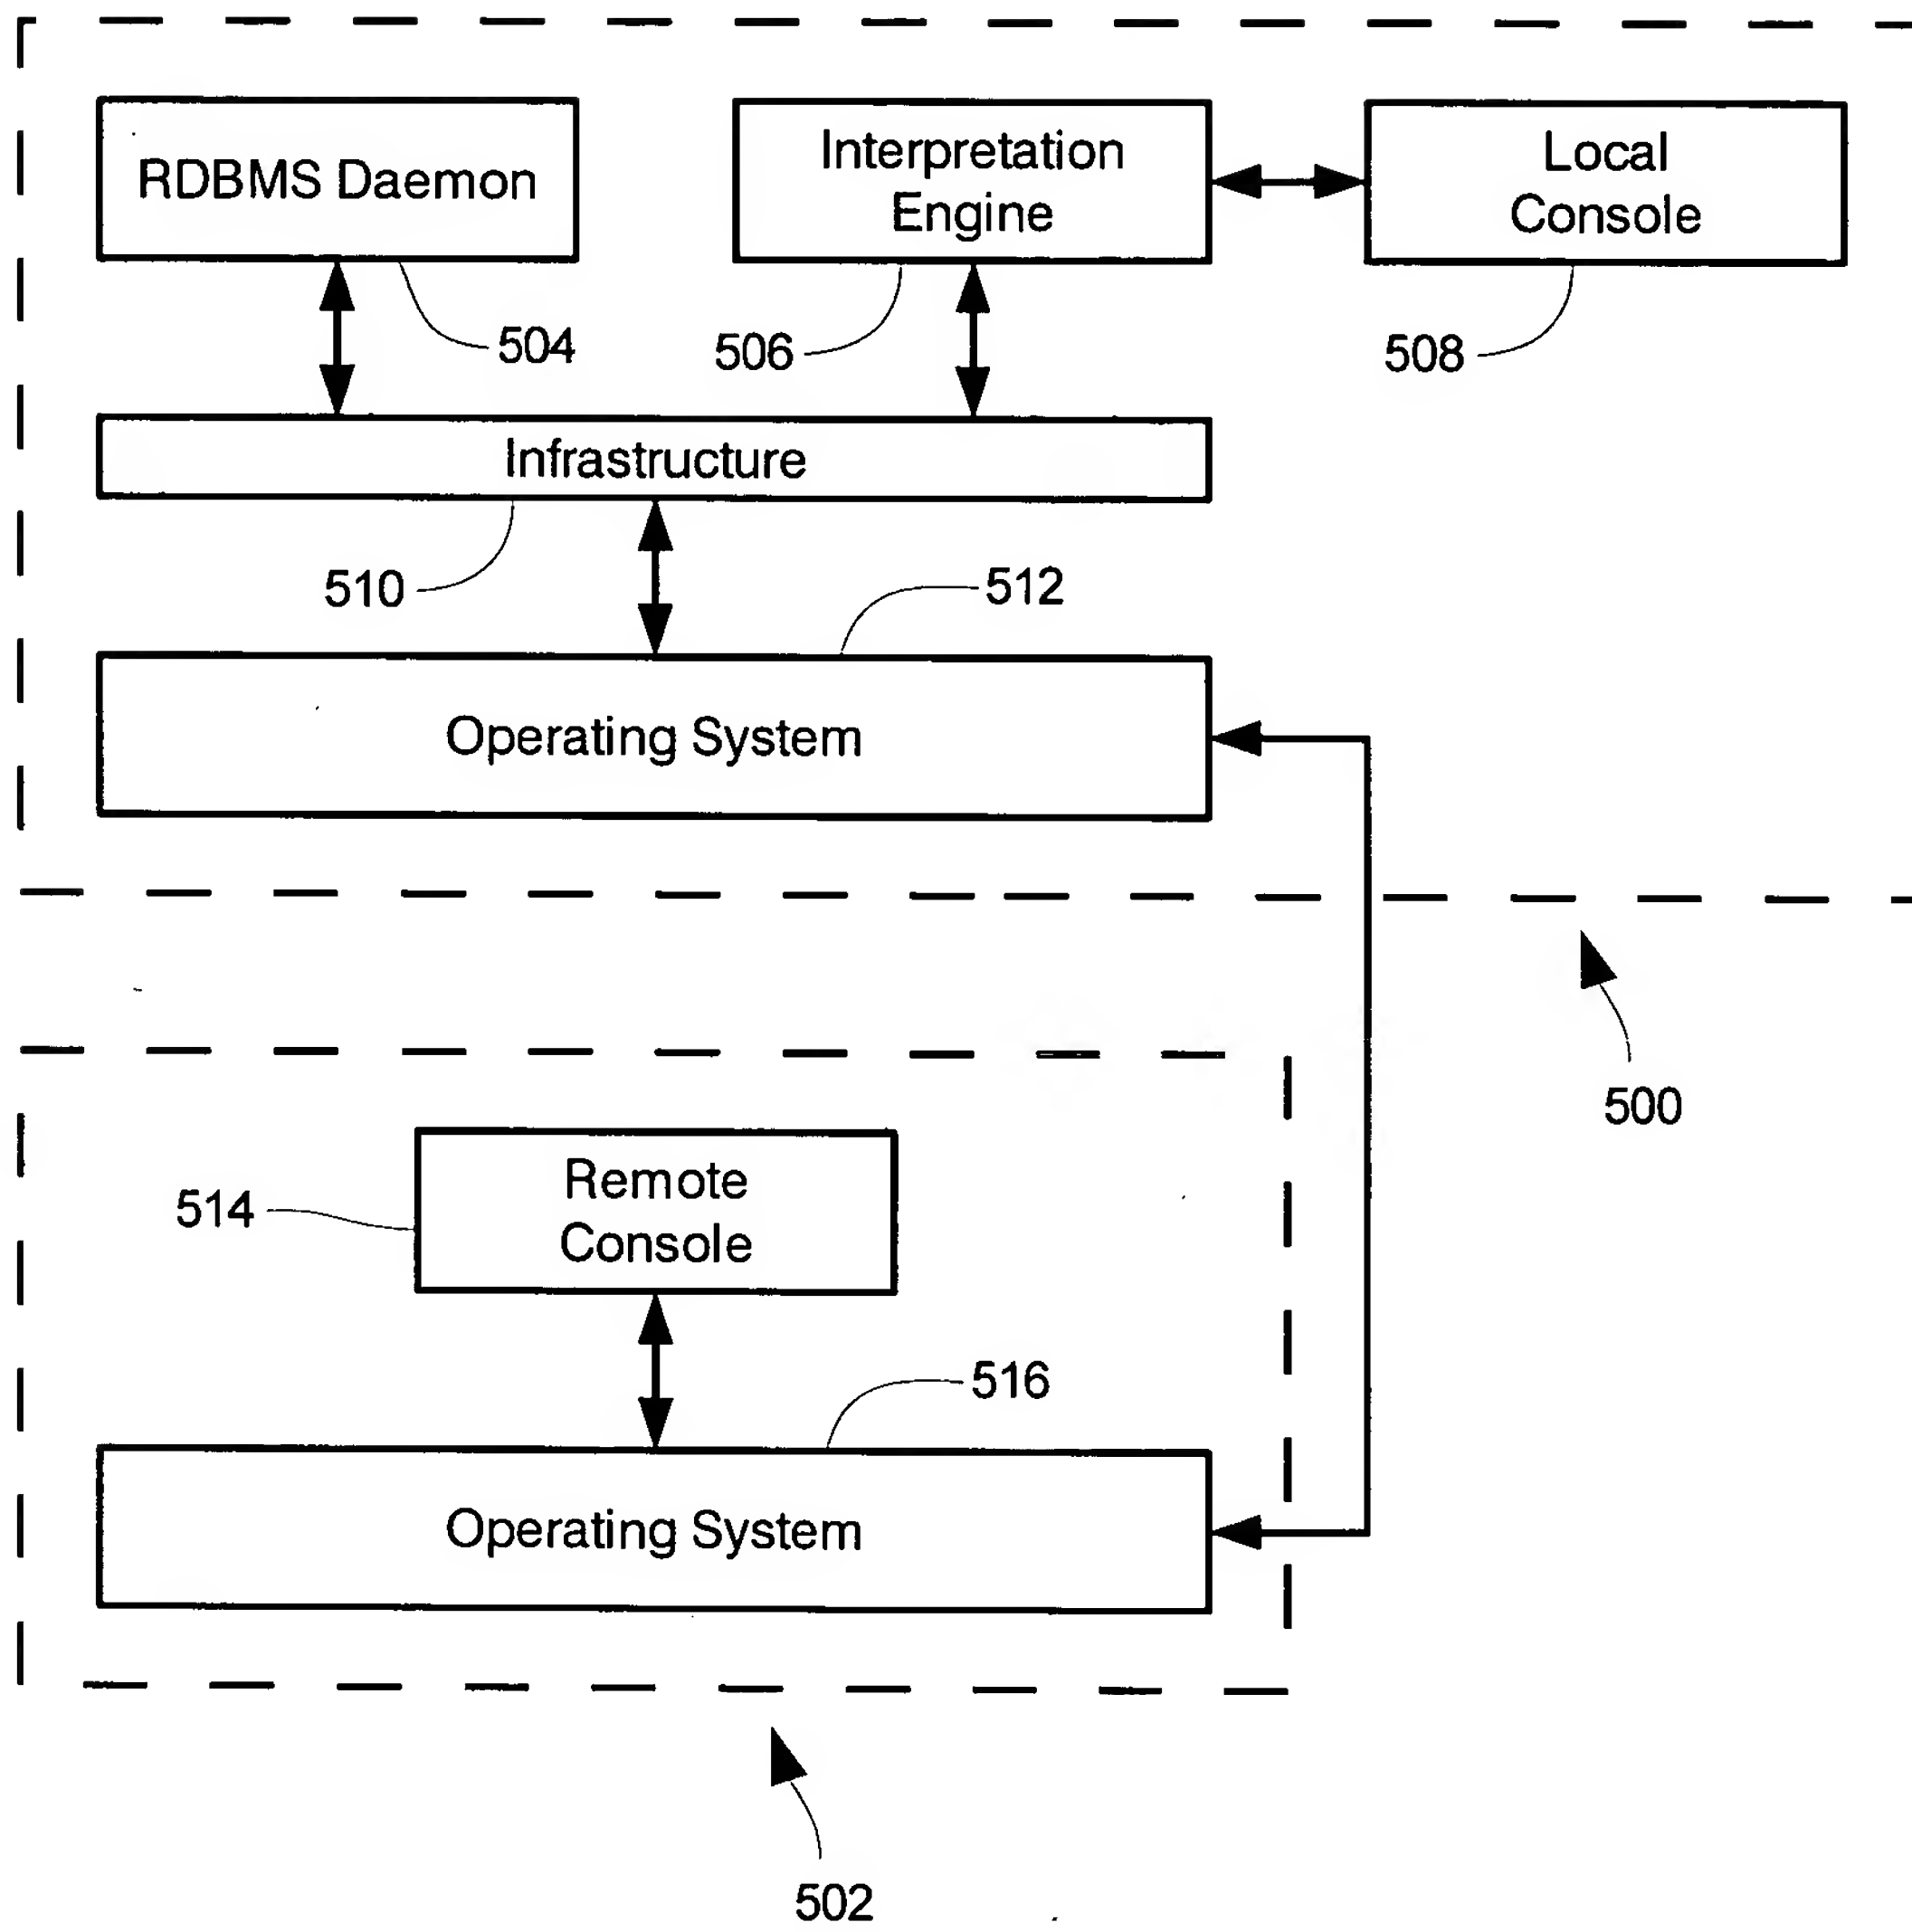 RDBMS Daemon
Interpretation
Engine
Local
Console
504
506
508
Infrastructure
510
512
Operating System
500
Remote
Console
514
516
Operating System
502